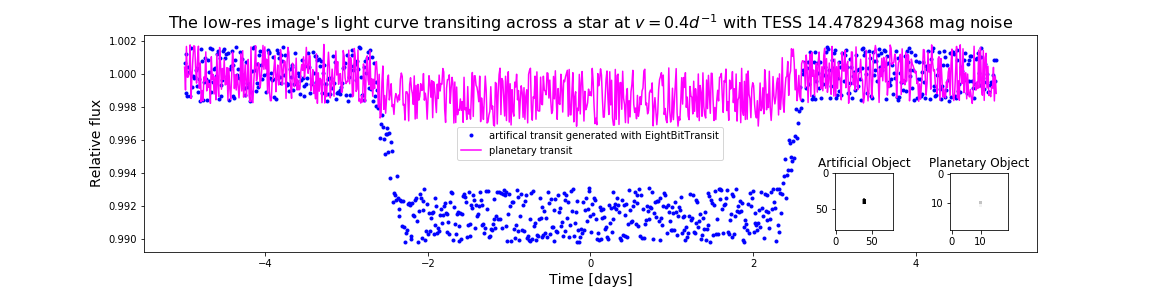 The low-res image's light curve transiting across a star at v = 0.4d⁻¹ with TESS 14.478294368 mag noise
1.002
1.000
0.998
0.996
0.994
0.992
0.990
Relative flux
artifical transit generated with EightBitTransit
planetary transit
Artificial Object
0
50
0 50
Planetary Object
0
10
0 10
−4 −2 0 2 4
Time [days]